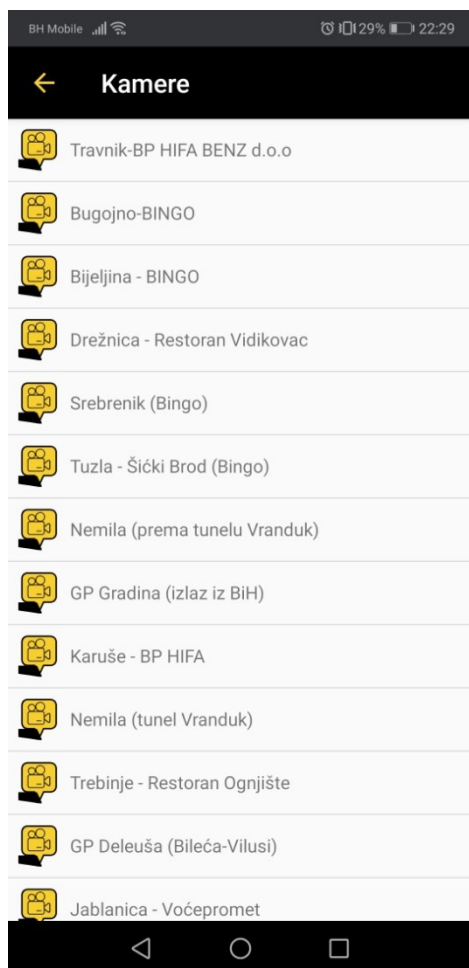 BH Mobile 29% 22:29
Kamere
Travnik-BP HIFA BENZ d.o.o
Bugojno-BINGO
Bijeljina - BINGO
Drežnica - Restoran Vidikovac
Srebrenik (Bingo)
Tuzla - Šićki Brod (Bingo)
Nemila (prema tunelu Vranduk)
GP Gradina (izlaz iz BiH)
Karuše - BP HIFA
Nemila (tunel Vranduk)
Trebinje - Restoran Ognjište
GP Deleuša (Bileća-Vilusi)
Jablanica - Voćepromet